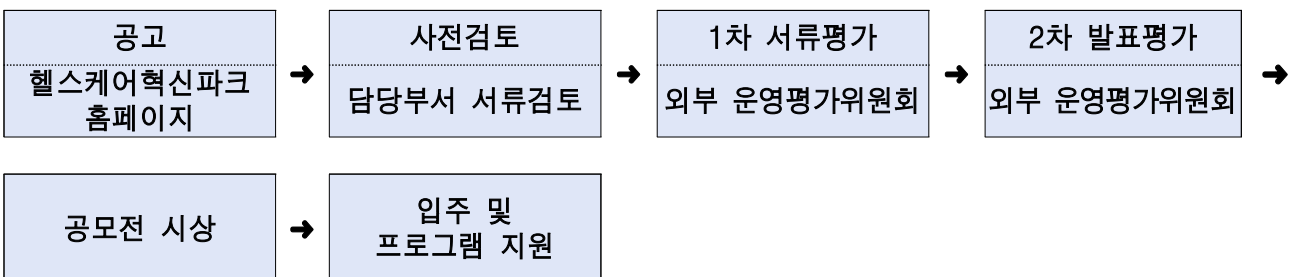 공고
헬스케어혁신파크
홈페이지
➜
사전검토
담당부서 서류검토
➜
1차 서류평가
외부 운영평가위원회
➜
2차 발표평가
외부 운영평가위원회
➜
공모전 시상
➜
입주 및
프로그램 지원